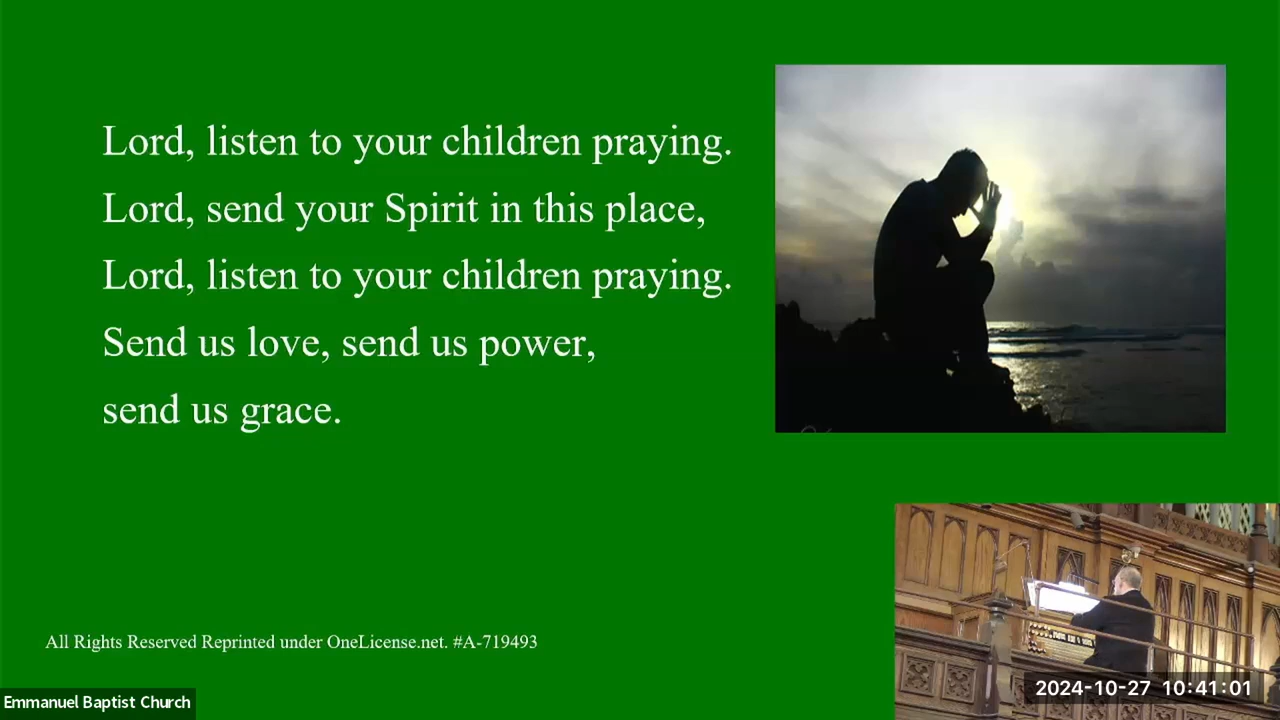 Lord, listen to your children praying.
Lord, send your Spirit in this place,
Lord, listen to your children praying.
Send us love, send us power,
send us grace.
All Rights Reserved Reprinted under OneLicense.net. #A-719493
Emmanuel Baptist Church
2024-10-27 10:41:01